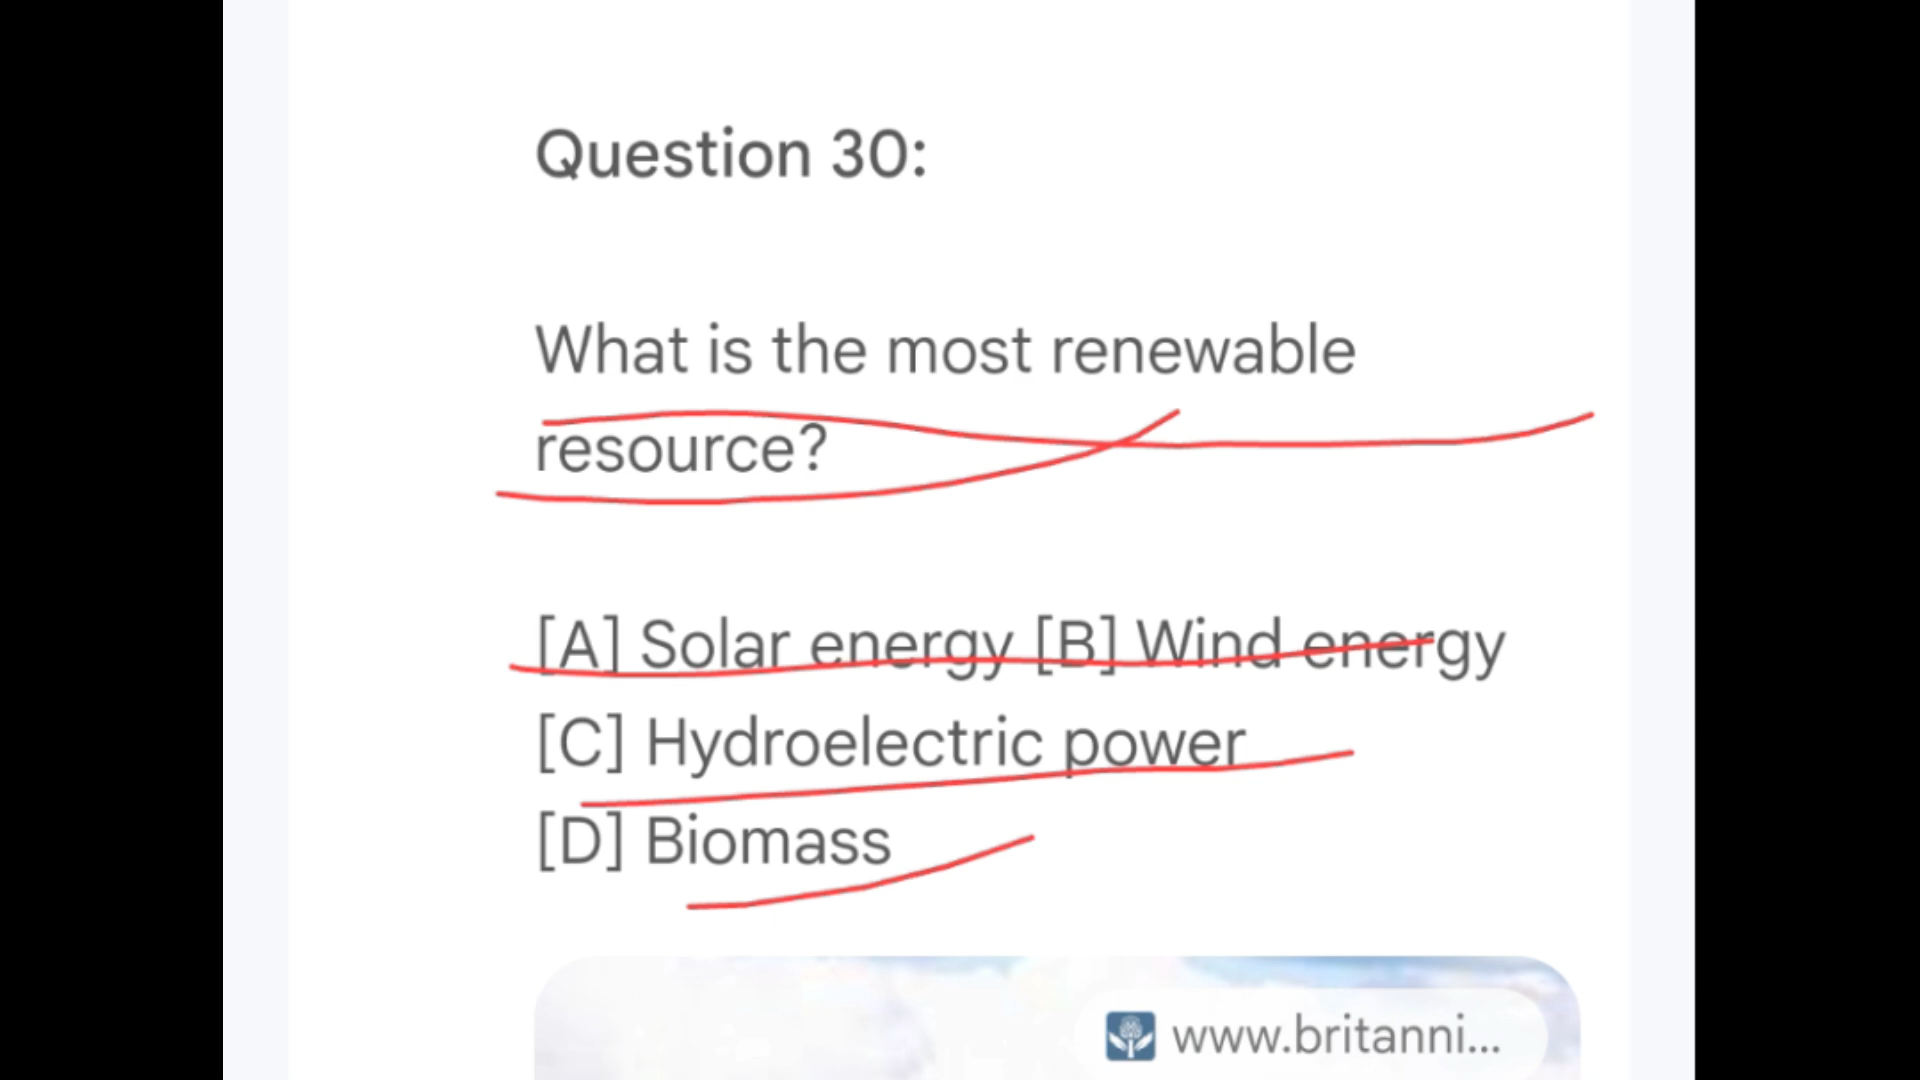 Question 30:
What is the most renewable
resource?
[A] Solar energy [B] Wind energy
[C] Hydroelectric power
[D] Biomass
www.britanni...